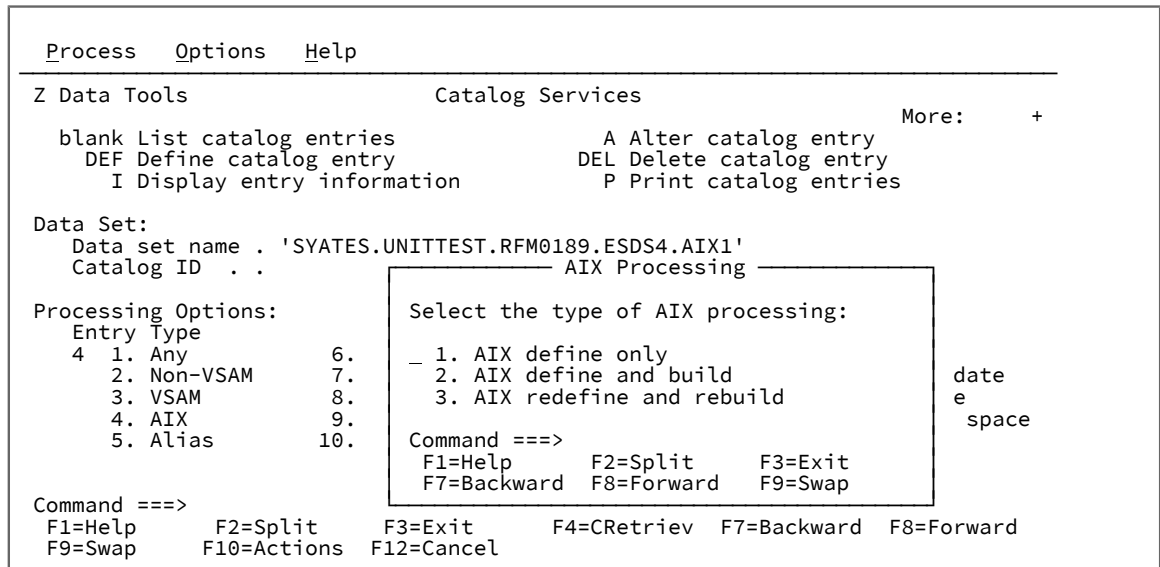 Process Options Help
Z Data Tools Catalog Services
More: +
blank List catalog entries A Alter catalog entry
DEF Define catalog entry DEL Delete catalog entry
I Display entry information P Print catalog entries
Data Set:
Data set name . 'SYATES.UNITTEST.RFM0189.ESDS4.AIX1'
Catalog ID . . AIX Processing
Processing Options: Select the type of AIX processing:
Entry Type
4 1. Any 6. _ 1. AIX define only
2. Non-VSAM 7. 2. AIX define and build date
3. VSAM 8. 3. AIX redefine and rebuild e
4. AIX 9. space
5. Alias 10. Command ===>
F1=Help F2=Split F3=Exit
F7=Backward F8=Forward F9=Swap
Command ===>
F1=Help F2=Split F3=Exit F4=CRetriev F7=Backward F8=Forward
F9=Swap F10=Actions F12=Cancel